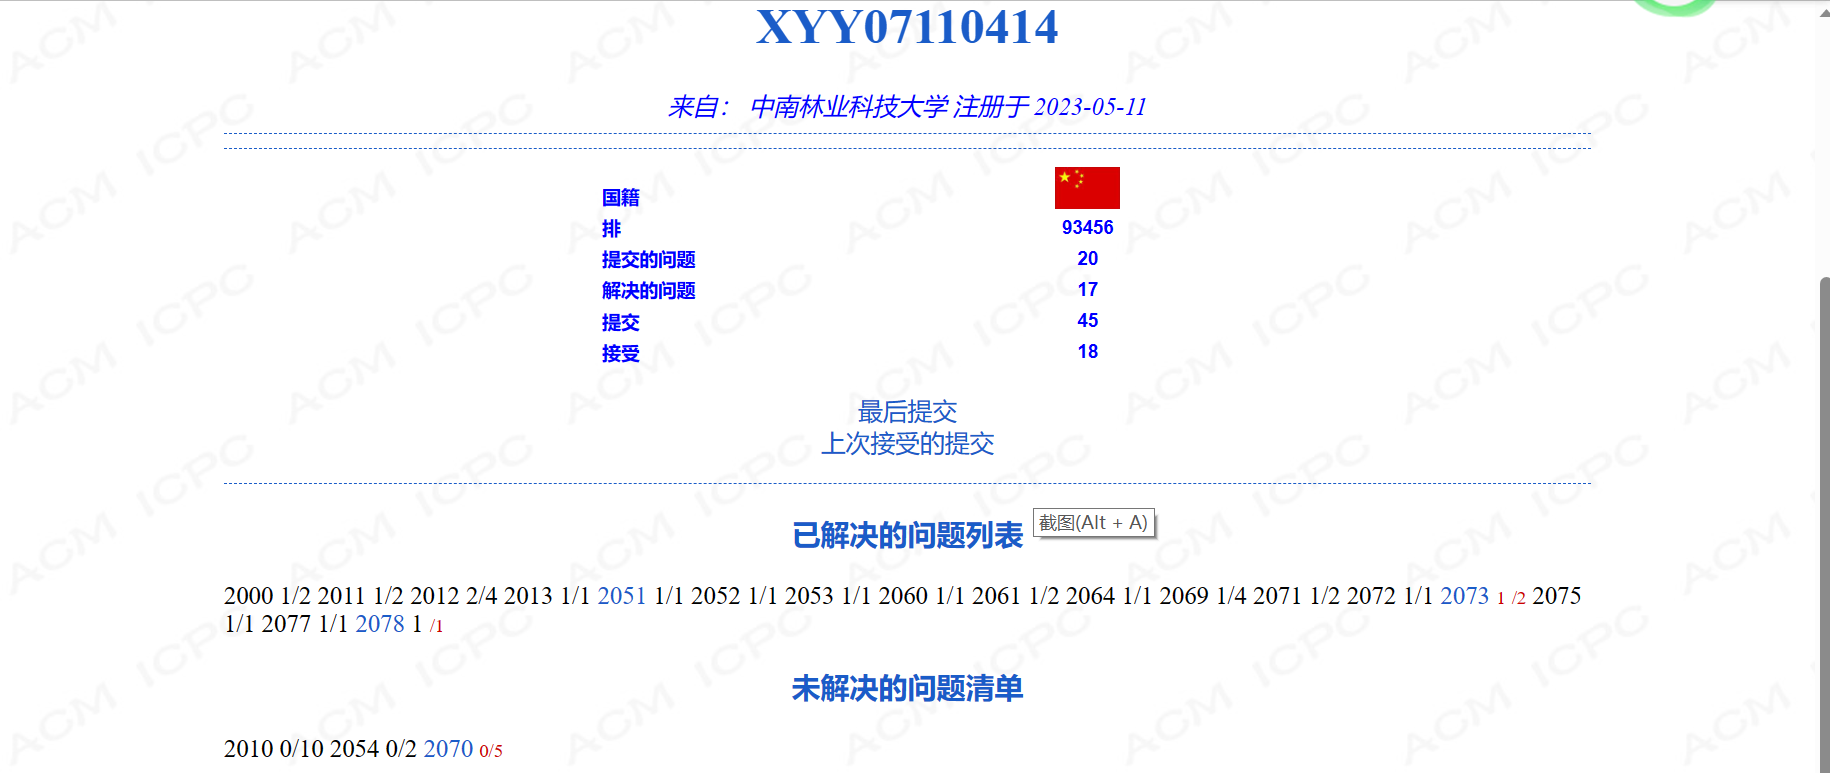 XYY07110414
来自： 中南林业科技大学 注册于 2023-05-11
国籍
排 93456
提交的问题 20
解决的问题 17
提交 45
接受 18
最后提交
上次接受的提交
已解决的问题列表
截图(Alt + A)
2000 1/2 2011 1/2 2012 2/4 2013 1/1 2051 1/1 2052 1/1 2053 1/1 2060 1/1 2061 1/2 2064 1/1 2069 1/4 2071 1/2 2072 1/1 2073 1 /2 2075
1/1 2077 1/1 2078 1 /1
未解决的问题清单
2010 0/10 2054 0/2 2070 0/5